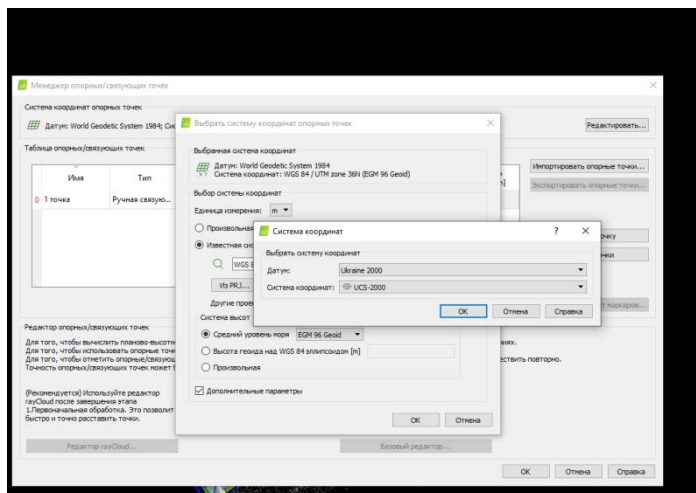 Менеджер опорных/связующих точек
Система координат опорных точек
Датум: World Geodetic System 1984; Сис
Редактировать...
Таблица опорных/связующих точек
Имя
Тип
0 1 точка
Ручная связую...
Импортировать опорные точки...
Экспортировать опорные точки...
Выбрать систему координат опорных точек
Выбранная система координат
Датум: World Geodetic System 1984
Система координат: WGS 84 / UTM zone 36N (EGM 96 Geoid)
Выбор системы координат
Единица измерения: m
Произвольная
Известная сис
WGS 8
Из PRJ...
Другие прое
Система координат
?
Выбрать систему координат
Датум: Ukraine 2000
Система координат: UCS-2000
OK
Отмена
Справка
Система высот
Средний уровень моря EGM 96 Geoid
Высота геоида над WGS 84 эллипсоидом [m]
Произвольная
Дополнительные параметры
OK
Отмена
Редактор опорных/связующих точек
Для того, чтобы вычислить планово-высотн
Для того, чтобы использовать опорные точ
Для того, чтобы отметить опорные/связующ
Точность опорных/связующих точек может б
ствить повторно.
(Рекомендуется) Используйте редактор
rayCloud после завершения этапа
1.Первоначальная обработка. Это позволит
быстро и точно расставить точки.
Редактор rayCloud...
Базовый редактор...
OK
Отмена
Справка